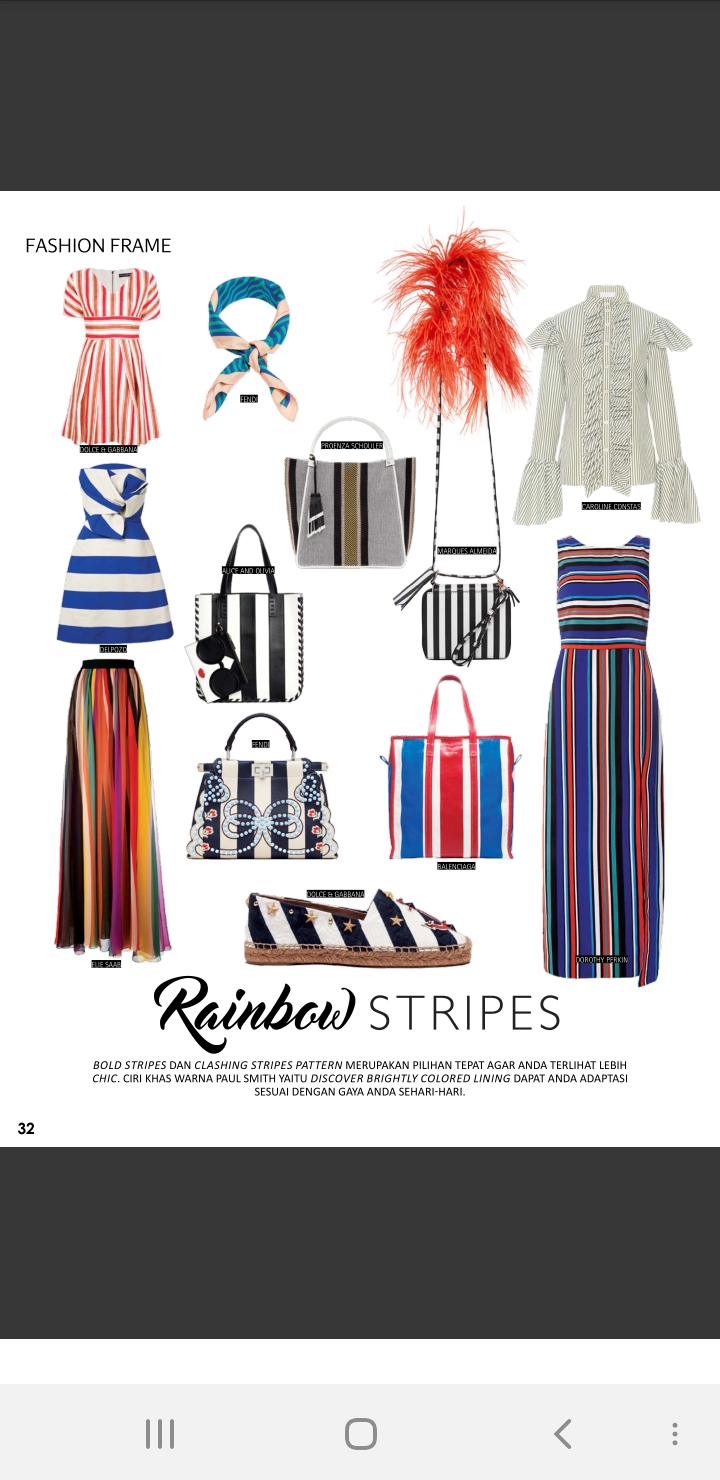 FASHION FRAME
FENDI
DOLCE & GABBANA
PROENZA SCHOULER
CAROLINE CONSTAS
MARQUES ALMEIDA
ALICE AND OLIVIA
DELPOZO
FENDI
BALENCIAGA
DOLCE & GABBANA
ELIE SAAB
DOROTHY PERKIN
Rainbow STRIPES
BOLD STRIPES DAN CLASHING STRIPES PATTERN MERUPAKAN PILIHAN TEPAT AGAR ANDA TERLIHAT LEBIH
CHIC. CIRI KHAS WARNA PAUL SMITH YAITU DISCOVER BRIGHTLY COLORED LINING DAPAT ANDA ADAPTASI
SESUAI DENGAN GAYA ANDA SEHARI-HARI.
32